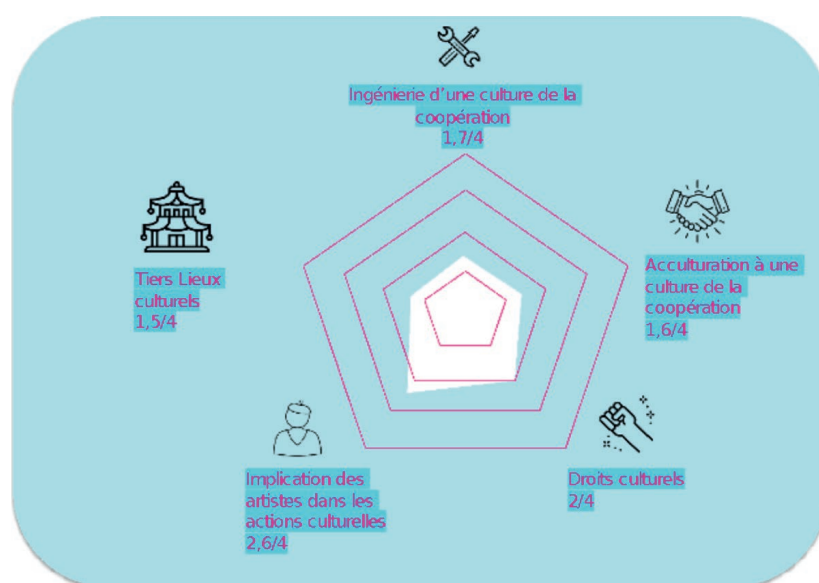 Ingénierie d'une culture de la
coopération
1,7/4
Acculturation à une
culture de la
coopération
1,6/4
Droits culturels
2/4
Implication des
artistes dans les
actions culturelles
2,6/4
Tiers Lieux
culturels
1,5/4